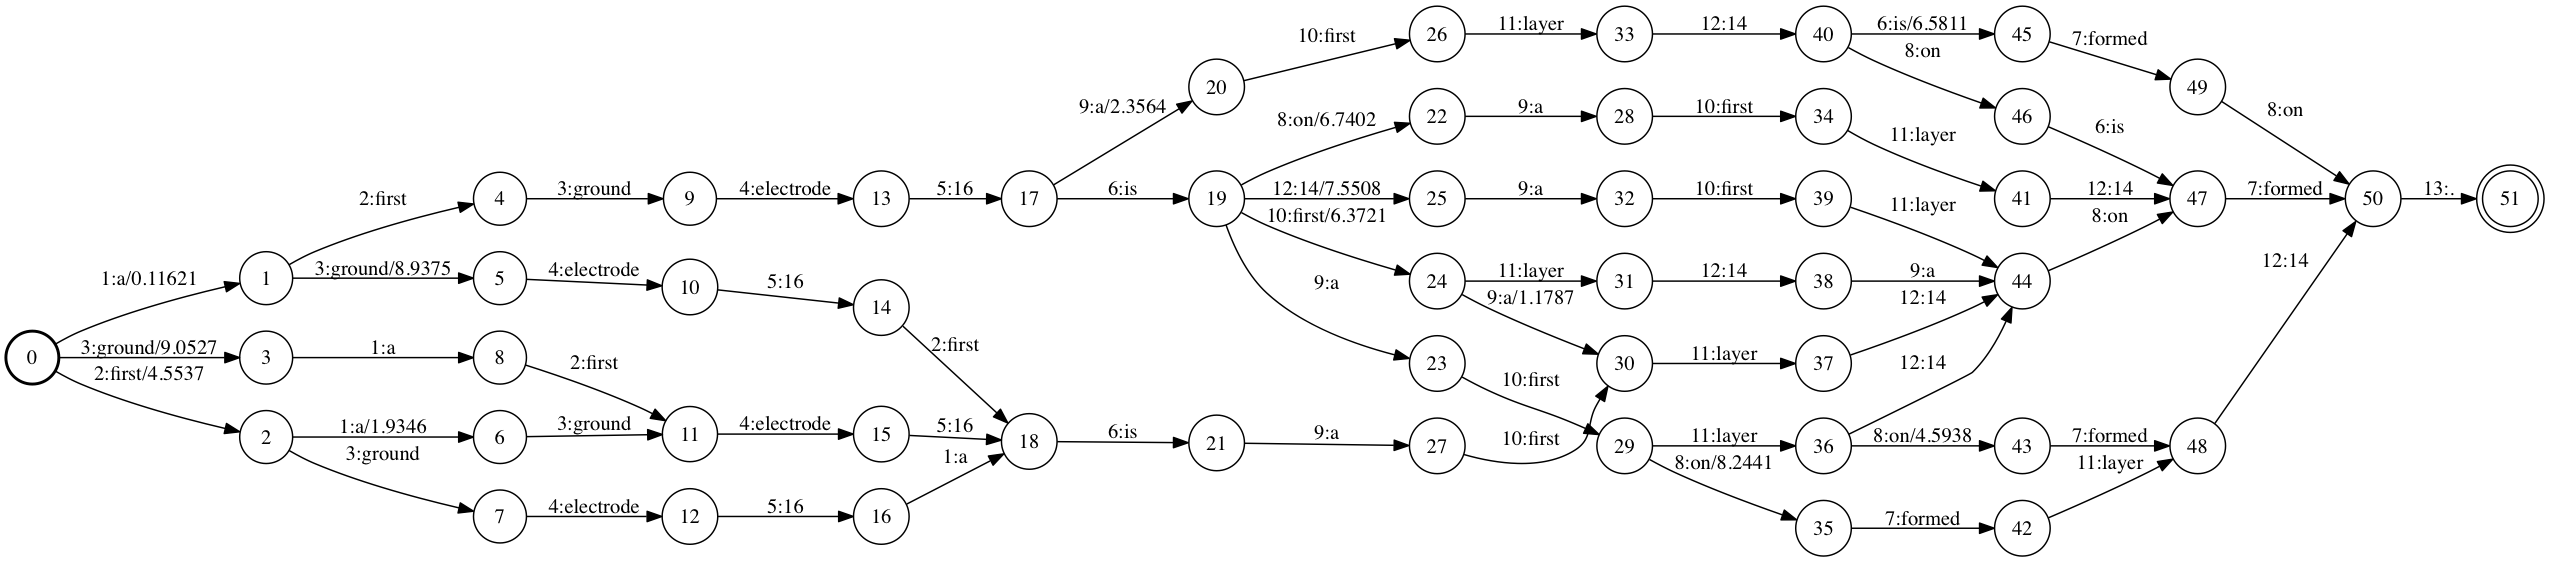 26
11:layer
33
12:14
40
6:is/6.5811
45
10:first
7:formed
8:on
20
49
9:a/2.3564
8:on/6.7402
22
9:a
28
10:first
34
46
8:on
11:layer
6:is
2:first
4
3:ground
9
4:electrode
13
5:16
17
6:is
19
12:14/7.5508
25
9:a
32
10:first
39
41
12:14
47
7:formed
50
13:.
51
10:first/6.3721
11:layer
8:on
1:a/0.11621
1
3:ground/8.9375
5
4:electrode
10
5:16
14
9:a
24
11:layer
31
12:14
38
9:a
44
12:14
9:a/1.1787
12:14
0
3:ground/9.0527
3
1:a
8
2:first
2:first
23
30
11:layer
37
12:14
2:first/4.5537
10:first
2
1:a/1.9346
6
3:ground
11
4:electrode
15
5:16
18
6:is
21
9:a
27
10:first
29
11:layer
36
8:on/4.5938
43
7:formed
48
3:ground
1:a
8:on/8.2441
11:layer
7
4:electrode
12
5:16
16
35
7:formed
42